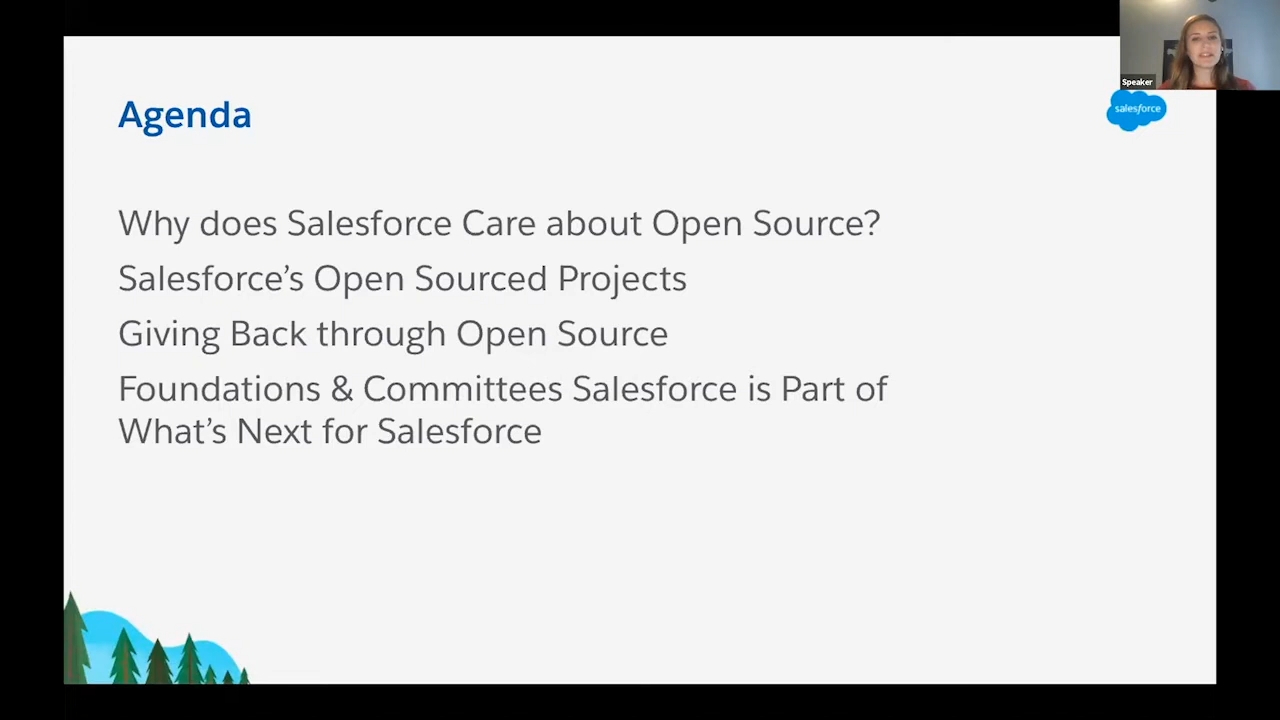 Speaker
salesforce
Agenda
Why does Salesforce Care about Open Source?
Salesforce’s Open Sourced Projects
Giving Back through Open Source
Foundations & Committees Salesforce is Part of
What’s Next for Salesforce